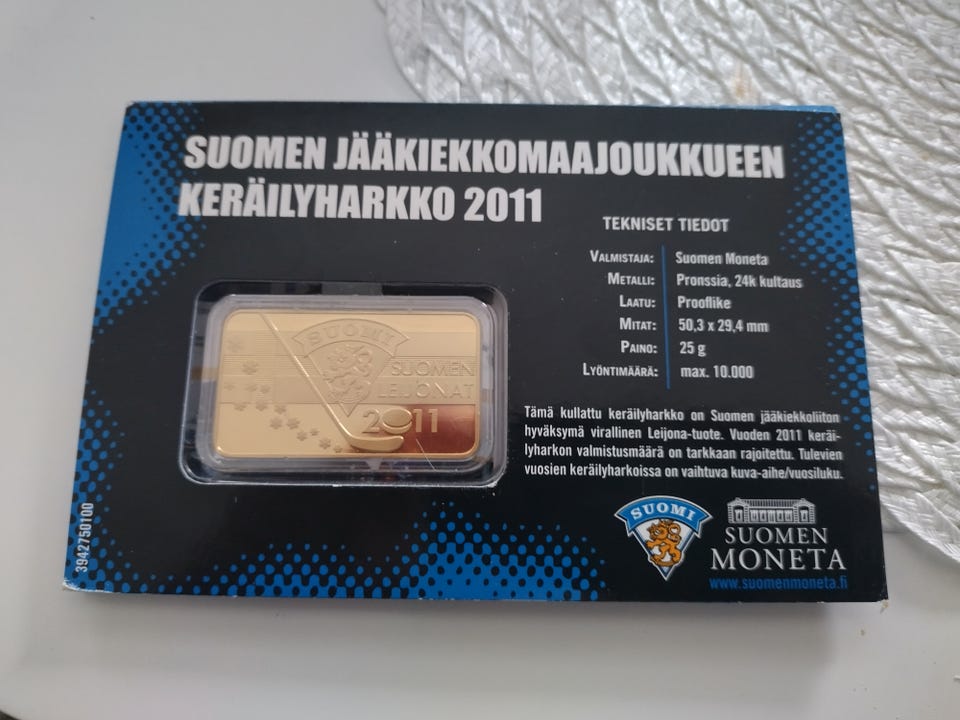 SUOMEN JÄÄKIEKKOMAAJOUKKUEEN
KERÄILYHARKKO 2011
TEKNISET TIEDOT
VALMISTAJA: Suomen Moneta
METALLI: Pronssia, 24k kultaus
LAATU: Prooflike
MITAT: 50,3 x 29,4 mm
PAINO: 25 g
LYÖNTIMÄÄRÄ: max. 10.000
SUOMI
SUOMEN
LEIJONAT
2011
Tämä kullattu keräilyharkko on Suomen jääkiekkoliiton
hyväksymä virallinen Leijona-tuote. Vuoden 2011 keräi-
lyharkon valmistusmäärä on tarkkaan rajoitettu. Tulevien
vuosien keräilyharkoissa on vaihtuva kuva-aihe/vuosiluku.
3942750100
SUOMI
SUOMEN
MONETA
www.suomenmoneta.fi